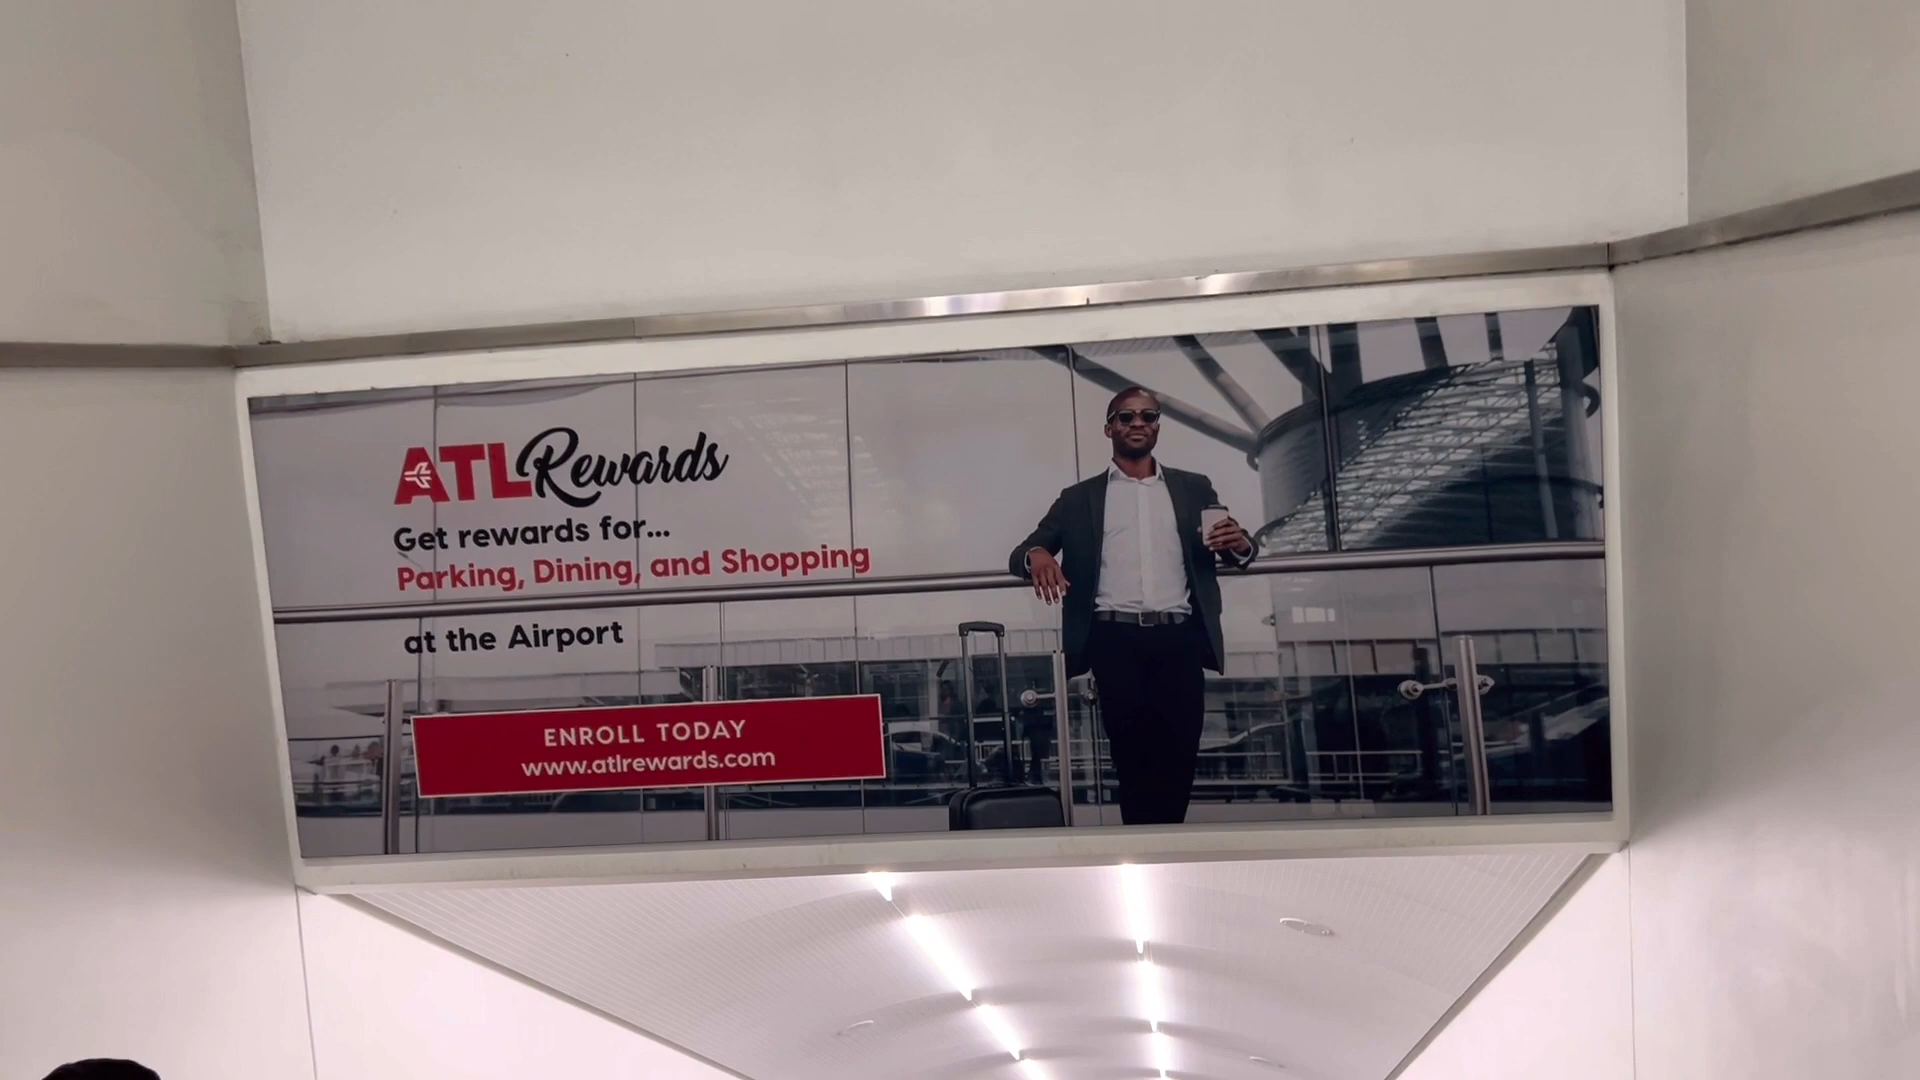 ATL Rewards
Get rewards for...
Parking, Dining, and Shopping
at the Airport
ENROLL TODAY
www.atlrewards.com